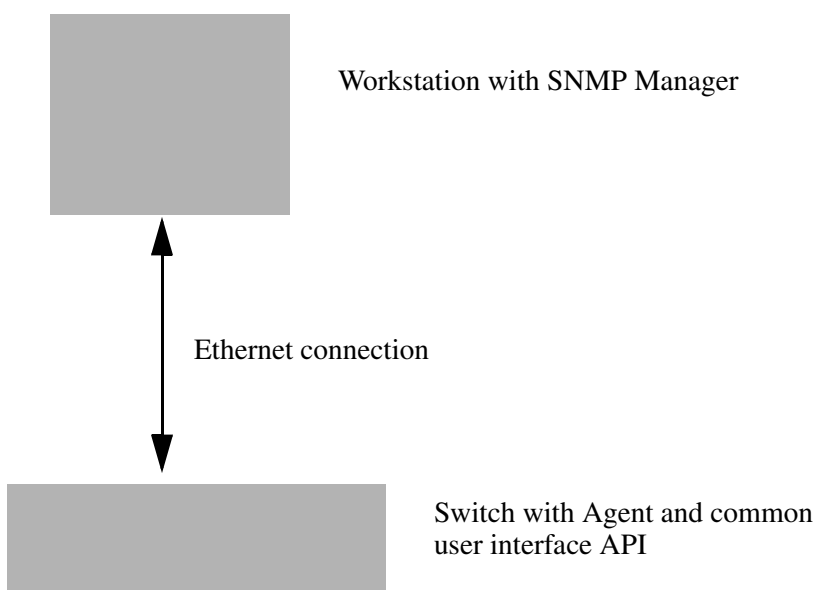 Workstation with SNMP Manager
Ethernet connection
Switch with Agent and common
user interface API